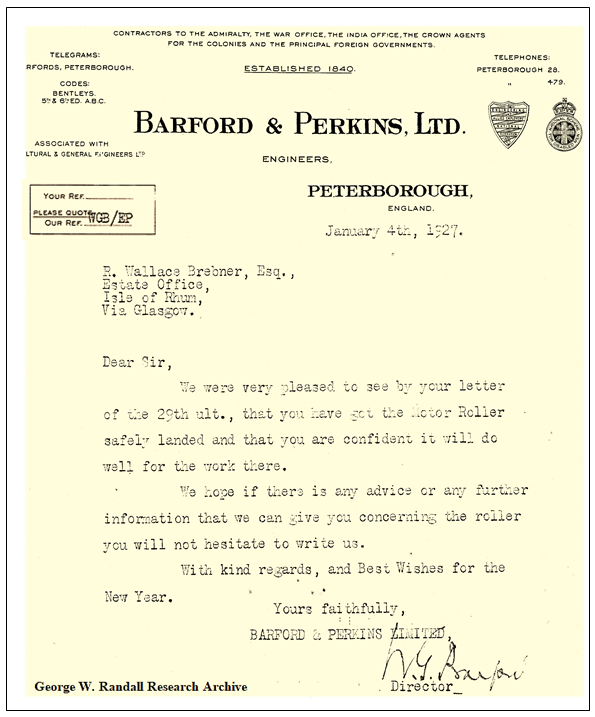 CONTRACTORS TO THE ADMIRALTY, THE WAR OFFICE, THE INDIA OFFICE, THE CROWN AGENTS
FOR THE COLONIES AND THE PRINCIPAL FOREIGN GOVERNMENTS.
TELEGRAMS:
RFORDS, PETERBOROUGH.
CODES:
BENTLEYS.
5TH & 6TH ED. A.B.C.
ESTABLISHED 1840.
TELEPHONES:
PETERBOROUGH 28.
" 479.
BARFORD & PERKINS, LTD.
ASSOCIATED WITH
LTURAL & GENERAL ENGINEERS LTD
ENGINEERS,
PETERBOROUGH,
ENGLAND.
YOUR REF.
PLEASE QUOTE
OUR REF. WGB/EP
January 4th, 1927.
R. Wallace Brebner, Esq.,
Estate Office,
Isle of Rhum,
Via Glasgow.
Dear Sir,
We were very pleased to see by your letter
of the 29th ult., that you have got the Motor Roller
safely landed and that you are confident it will do
well for the work there.
We hope if there is any advice or any further
information that we can give you concerning the roller
you will not hesitate to write us.
With kind regards, and Best Wishes for the
New Year.
Yours faithfully,
BARFORD & PERKINS LIMITED,
W.G. Barford
Director_
George W. Randall Research Archive